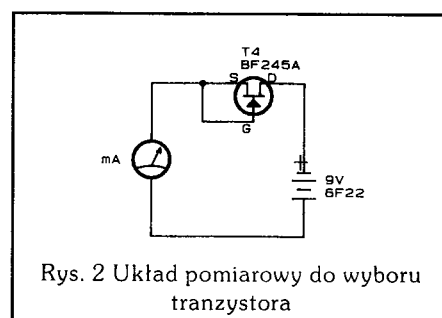 T4
BF245A
S D
G
mA
9V
6F22
Rys. 2 Układ pomiarowy do wyboru
tranzystora